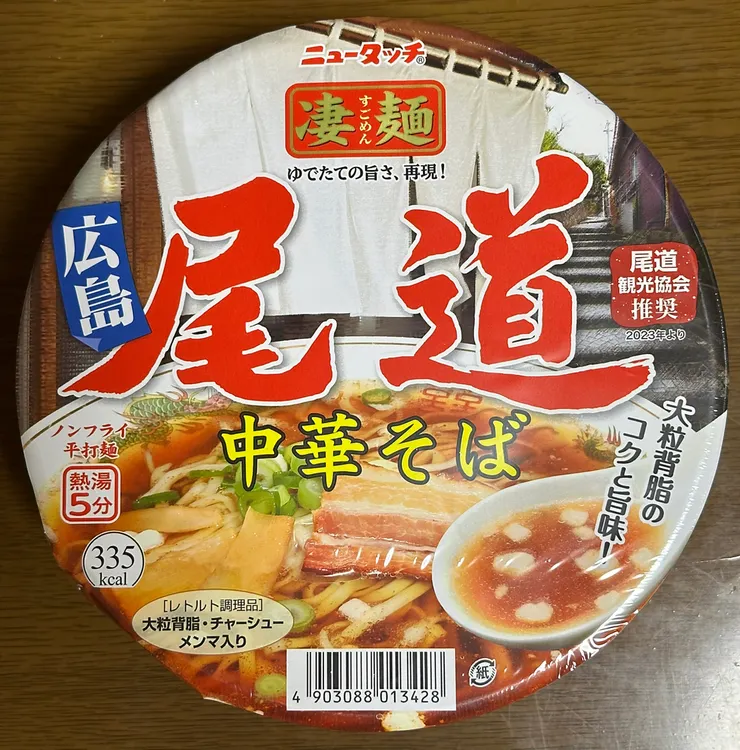 ニュータッチ®
凄麺
すごめん
ゆでたての旨さ、再現!
広島
尾道
尾道
観光協会
推奨
2023年より
中華そば
大粒背脂の
コクと旨味!
ノンフライ
平打麺
熱湯
5分
335
kcal
[レトルト調理品]
大粒背脂・チャーシュー
メンマ入り
4 903088 013428
紙